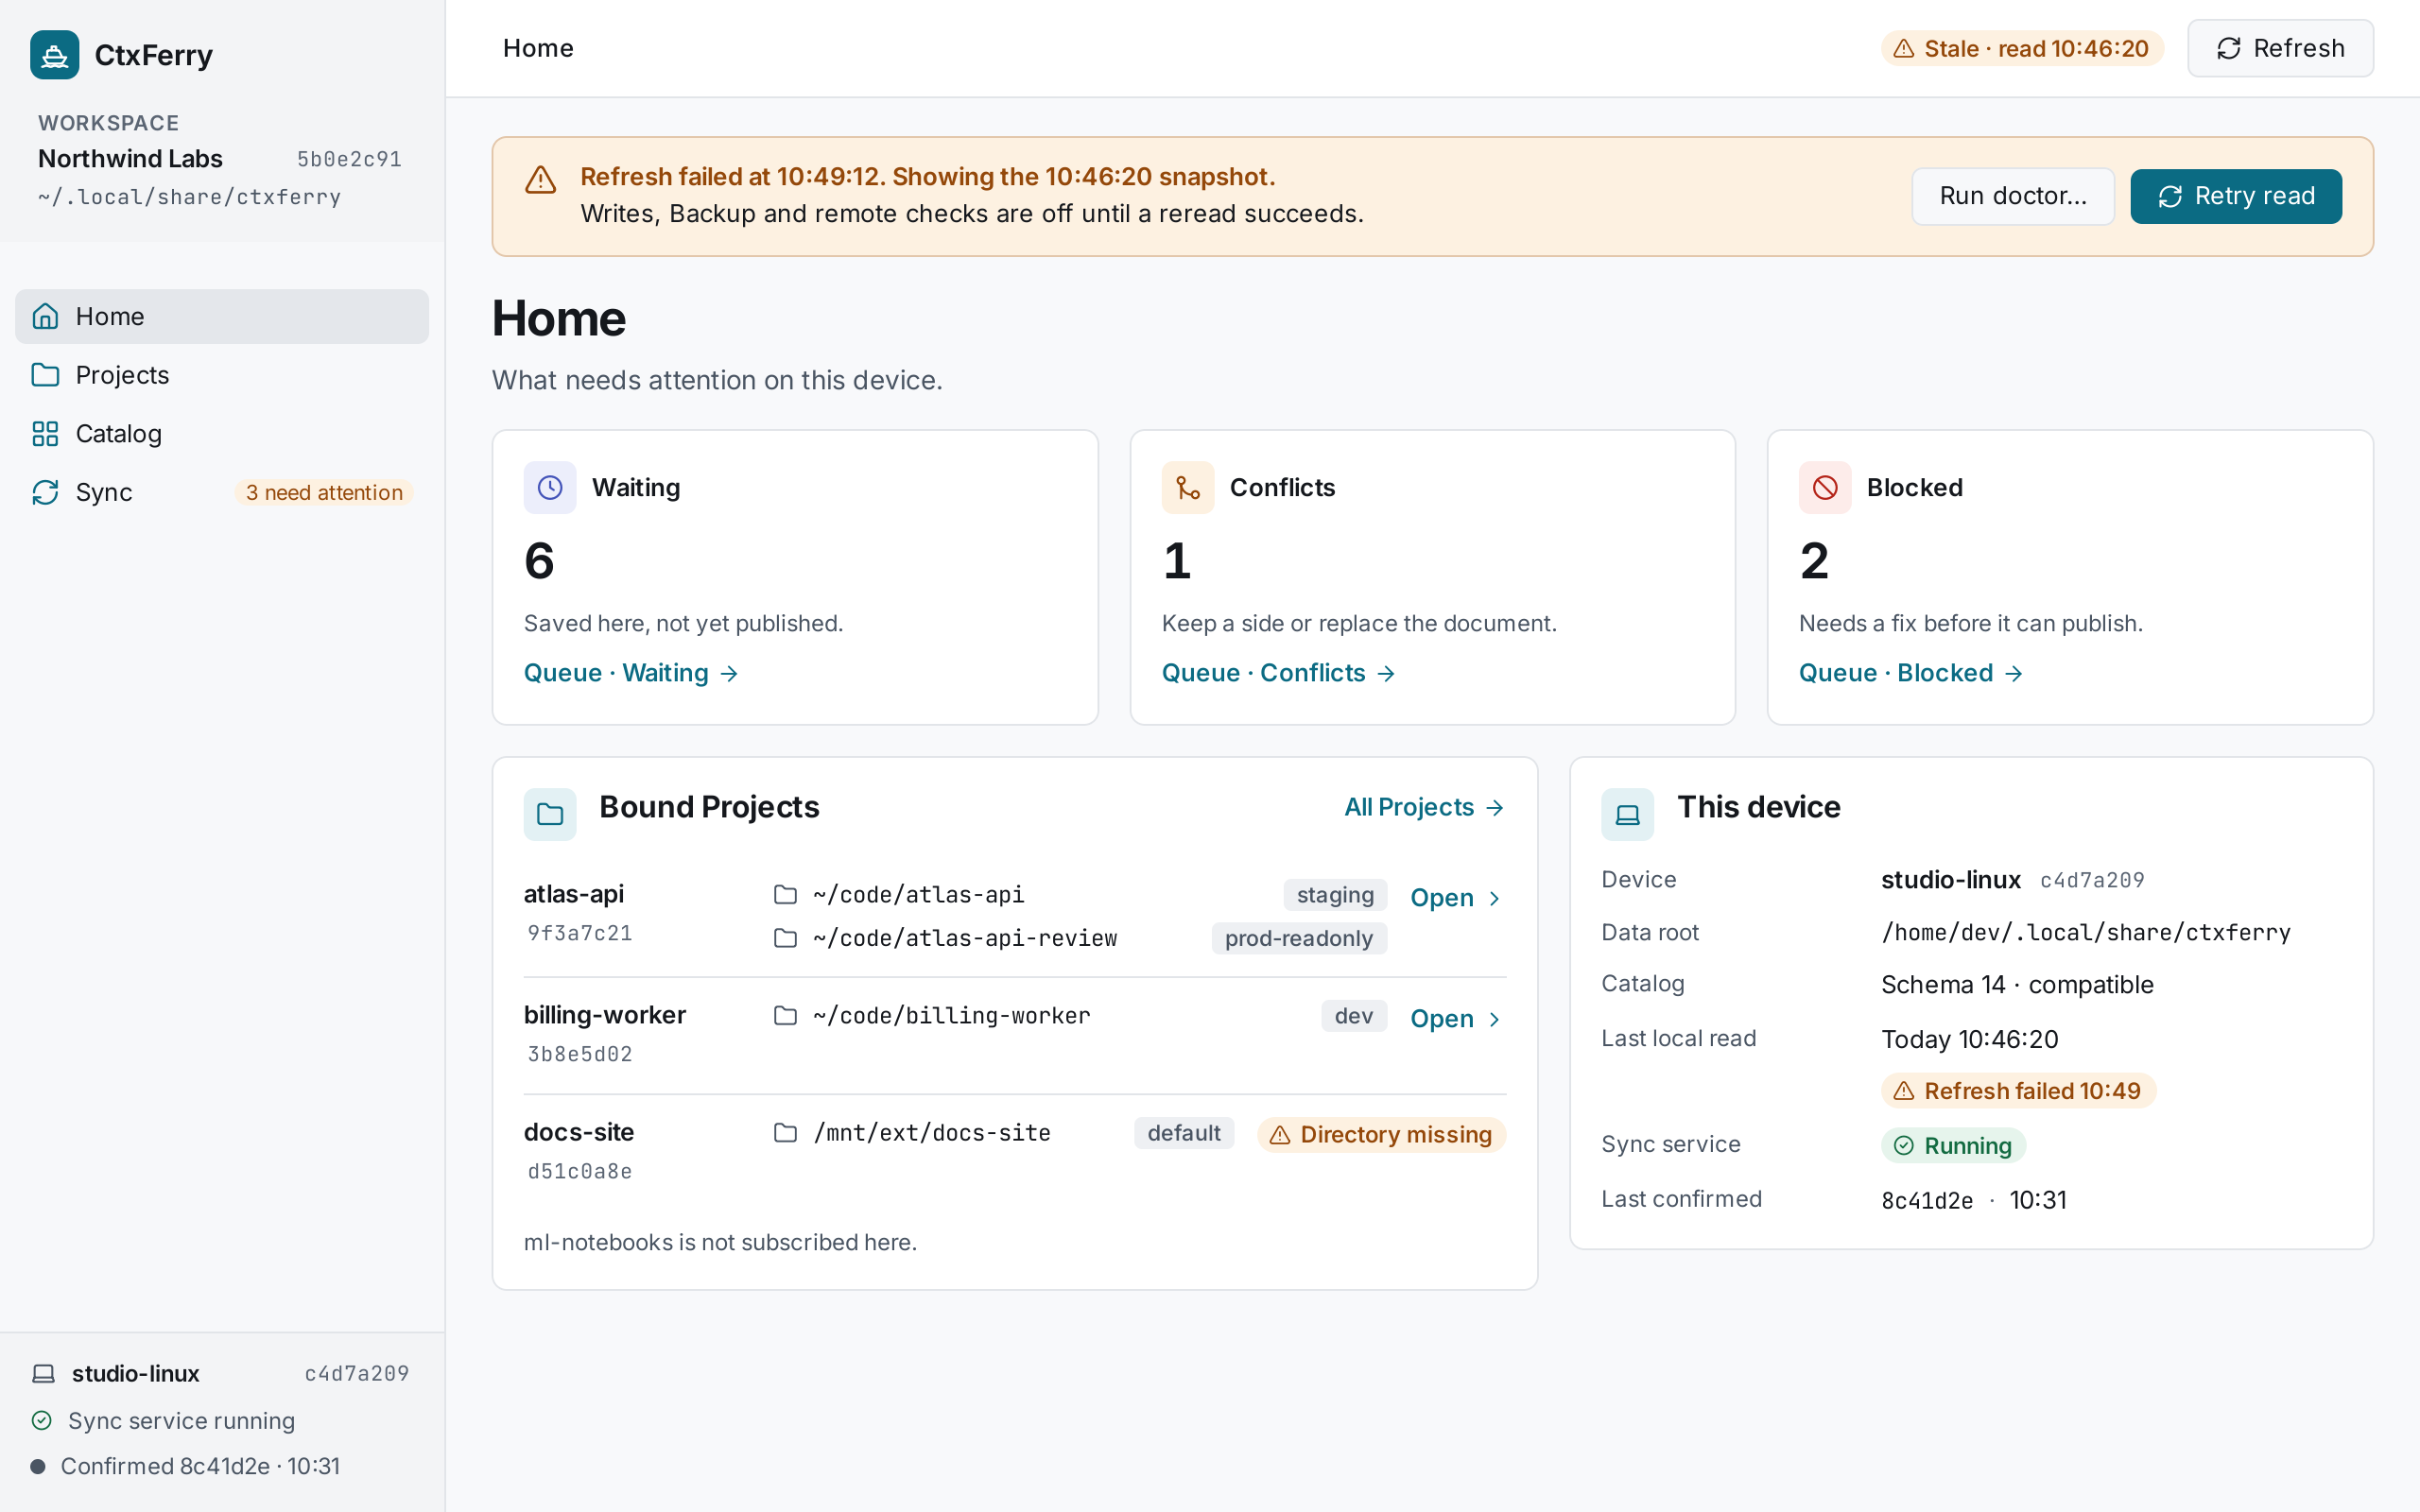 CtxFerry
WORKSPACE
Northwind Labs 5b0e2c91
~/.local/share/ctxferry
Home
Projects
Catalog
Sync 3 need attention
studio-linux c4d7a209
Sync service running
Confirmed 8c41d2e · 10:31
Home
Stale · read 10:46:20
Refresh
Refresh failed at 10:49:12. Showing the 10:46:20 snapshot.
Writes, Backup and remote checks are off until a reread succeeds.
Run doctor...
Retry read
Home
What needs attention on this device.
Waiting
6
Saved here, not yet published.
Queue · Waiting →
Conflicts
1
Keep a side or replace the document.
Queue · Conflicts →
Blocked
2
Needs a fix before it can publish.
Queue · Blocked →
Bound Projects
All Projects →
atlas-api ~/code/atlas-api staging Open >
9f3a7c21 ~/code/atlas-api-review prod-readonly
billing-worker ~/code/billing-worker dev Open >
3b8e5d02
docs-site /mnt/ext/docs-site default Directory missing
d51c0a8e
ml-notebooks is not subscribed here.
This device
Device studio-linux c4d7a209
Data root /home/dev/.local/share/ctxferry
Catalog Schema 14 · compatible
Last local read Today 10:46:20
Refresh failed 10:49
Sync service Running
Last confirmed 8c41d2e · 10:31